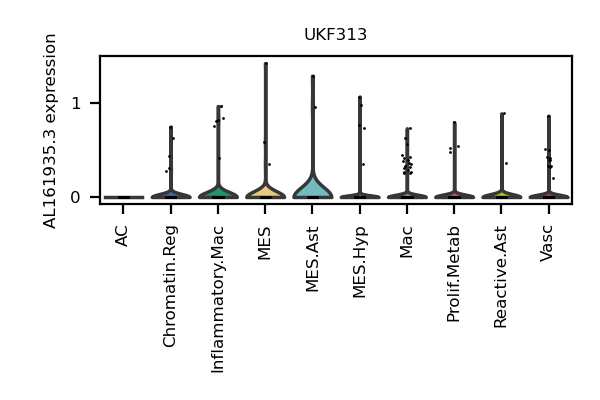 UKF313
AL161935.3 expression
1
0
AC
Chromatin.Reg
Inflammatory.Mac
MES
MES.Ast
MES.Hyp
Mac
Prolif.Metab
Reactive.Ast
Vasc